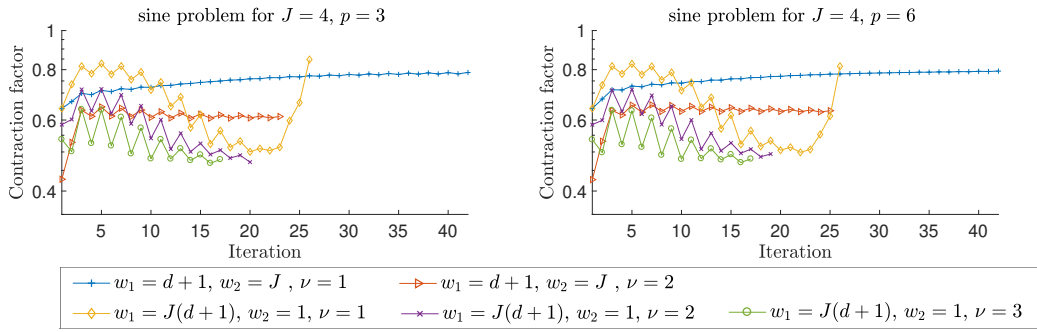 sine problem for J = 4, p = 3
sine problem for J = 4, p = 6
Contraction factor
1
0.8
0.6
0.4
5 10 15 20 25 30 35 40
Iteration
Contraction factor
1
0.8
0.6
0.4
5 10 15 20 25 30 35 40
Iteration
w₁ = d + 1, w₂ = J , ν = 1
w₁ = d + 1, w₂ = J , ν = 2
w₁ = J(d + 1), w₂ = 1, ν = 1
w₁ = J(d + 1), w₂ = 1, ν = 2
w₁ = J(d + 1), w₂ = 1, ν = 3